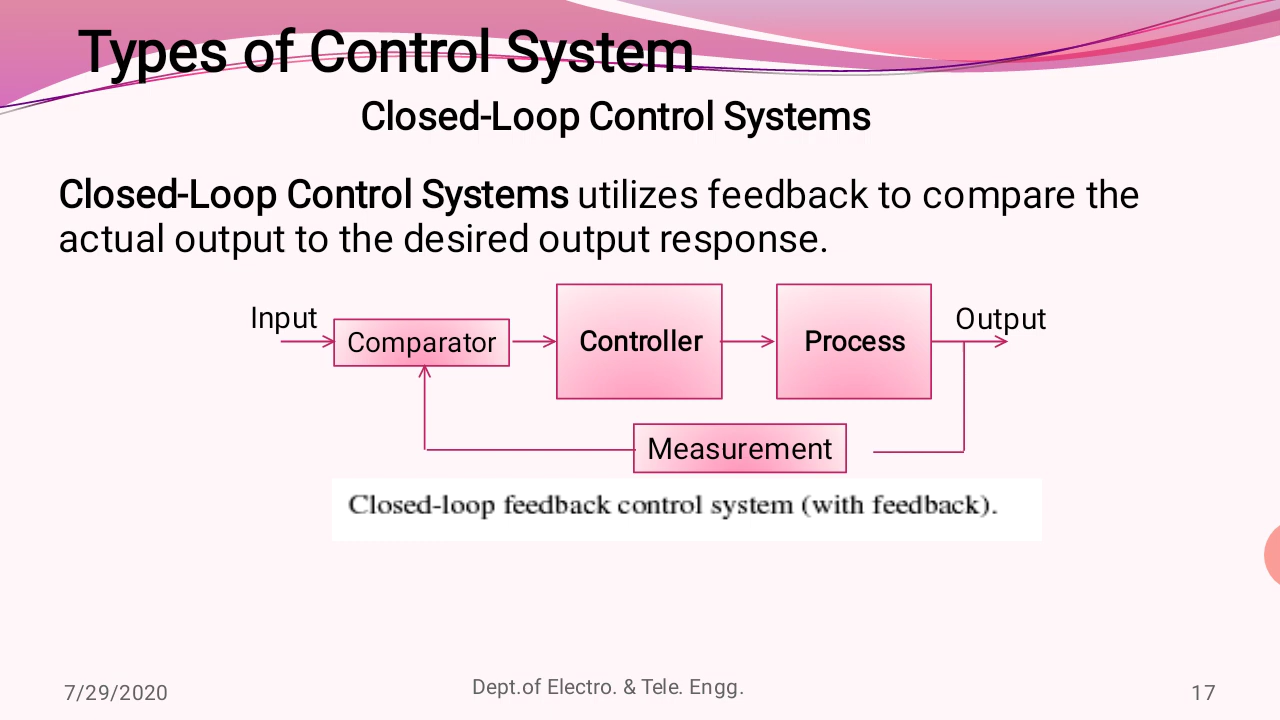 Types of Control System
Closed-Loop Control Systems
Closed-Loop Control Systems utilizes feedback to compare the
actual output to the desired output response.
Input
Comparator
Controller
Process
Output
Measurement
Closed-loop feedback control system (with feedback).
7/29/2020
Dept.of Electro. & Tele. Engg.
17